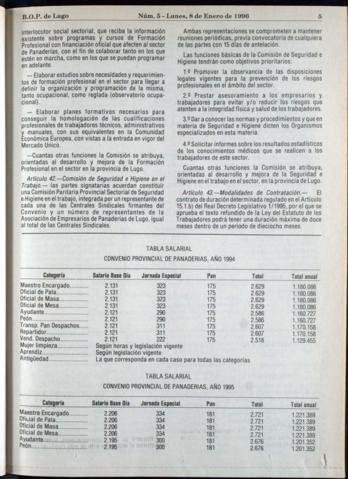 B.O.P. de Lugo
Núm. 5 - Lunes, 8 de Enero de 1996
5
interlocutor social sectorial, que reciba la información
existente sobre programas y cursos de Formación
Profesional con financiación oficial que afecten al sector
de Panaderías, con el fin de colaborar tanto en los que
estén en marcha, como en los que se puedan programar
en adelante.
— Elaborar estudios sobre necesidades y requerimien-
tos de formación profesional en el sector para llegar a
definir la organización y programación de la misma,
tanto ocupacional, como reglada (observatorio ocupa-
cional).
— Elaborar planes formativos necesarios para
conseguir la homologación de las cualificaciones
profesionales de trabajadores técnicos, administrativos
y manuales, con sus equivalentes en la Comunidad
Económica Europea, con vistas a la entrada en vigor del
Mercado Unico.
—Cuantas otras funciones la Comisión se atribuya,
orientadas al desarrollo y mejora de la Formación
Profesional en el sector en la provincia de Lugo.
Artículo 42.—Comisión de Seguridad e Higiene en el
Trabajo — las partes signatarias acuerdan constituir
una Comisión Paritaria Provincial Sectorial de Seguridad
e Higiene en el trabajo, integrada por un representante de
cada una de las Centrales Sindicales firmantes del
Convenio y un número de representantes de la
Asociación de Empresarios de Panaderías de Lugo, igual
al total de las Centrales Sindicales.
Ambas representaciones se comprometen a mantener
reuniones periódicas, previa convocatoria de cualquiera
de las partes con 15 días de antelación.
Las funciones básicas de la Comisión de Seguridad e
Higiene tendrán como objetivos prioritarios:
1.º Promover la observancia de las disposiciones
legales vigentes para la prevención de los riesgos
profesionales en el ámbito del sector.
2.º Prestar asesoramiento a los empresarios y
trabajadores para evitar y/o reducir los riesgos que
atenten a la integridad física y salud de los trabajadores.
3.º Dar a conocer las normas y procedimientos y que en
materia de Seguridad e Higiene dicten los Organismos
especializados en esta materia.
4.º Solicitar informes sobre los resultados estadísticos
de los conocimientos médicos que se realicen a los
trabajadores de este sector.
Cuantas otras funciones la Comisión se atribuya,
orientadas al desarrollo y mejora de la Seguridad e
Higiene en el trabajo en el sector, en la provincia de Lugo.
Artículo 43.—Modalidades de Contratación.— El
contrato de duración determinada regulado en el Artículo
15.1.b) del Real Decreto Legislativo 1/1995, por el que se
aprueba el texto refundido de la Ley del Estatuto de los
Trabajadores podrá tener una duración máxima de doce
meses dentro de un período de dieciocho meses.
TABLA SALARIAL
CONVENIO PROVINCIAL DE PANADERIAS, AÑO 1994
Categoría Salario Base Día Jornada Especial Pan Total Total anual
Maestro Encargado 2.131 323 175 2.629 1.180.086
Oficial de Pala 2.131 323 175 2.629 1.180.086
Oficial de Masa 2.131 323 175 2.629 1.180.086
Oficial de Mesa 2.131 323 175 2.629 1.180.086
Ayudante 2.121 290 175 2.586 1.160.727
Peón 2.121 290 175 2.586 1.160.727
Transp. Pan Despachos 2.121 311 175 2.607 1.170.158
Repartidor 2.121 311 175 2.607 1.170.158
Vend. Despacho 2.121 222 175 2.518 1.129.455
Mujer limpieza Según horas y legislación vigente
Aprendiz Según legislación vigente
Antigüedad La que corresponda en cada caso para todas las categorías
TABLA SALARIAL
CONVENIO PROVINCIAL DE PANADERIAS, AÑO 1995
Categoría Salario Base Día Jornada Especial Pan Total Total anual
Maestro Encargado 2.206 334 181 2.721 1.221.389
Oficial de Pala 2.206 334 181 2.721 1.221.389
Oficial de Masa 2.206 334 181 2.721 1.221.389
Oficial de Mesa 2.206 334 181 2.721 1.221.389
Ayudante 2.195 300 181 2.676 1.201.352
Peón 2.195 300 181 2.676 1.201.352